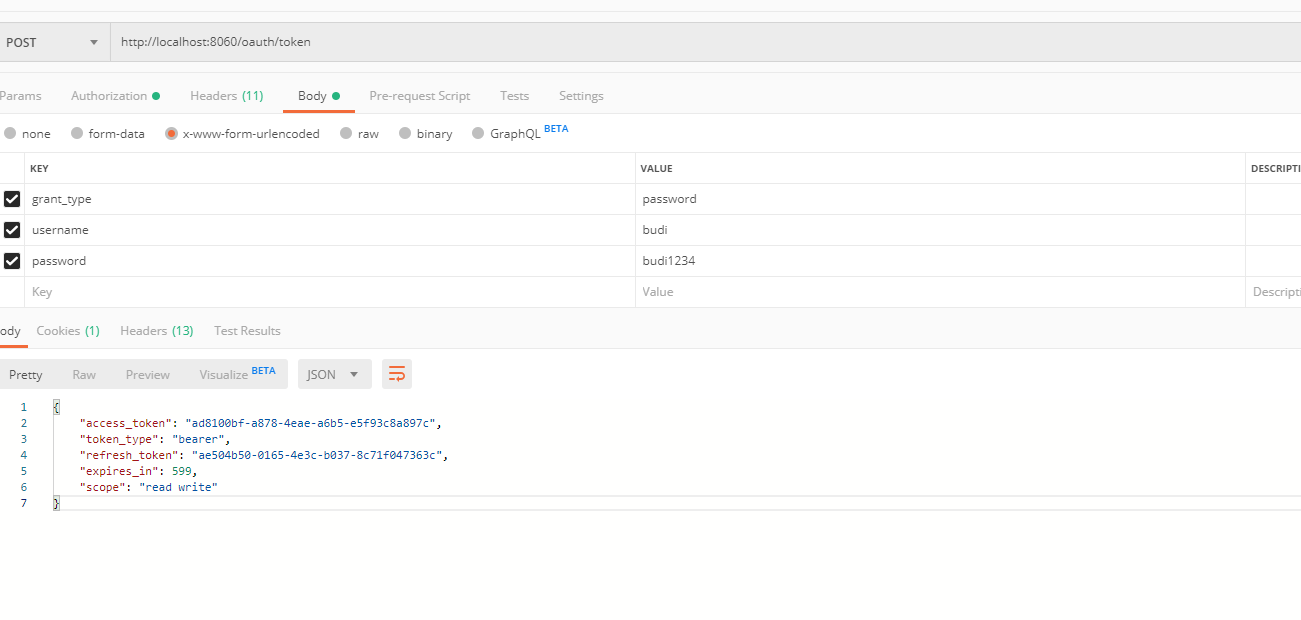 POST http://localhost:8060/oauth/token
Params Authorization Headers (11) Body Pre-request Script Tests Settings
none form-data x-www-form-urlencoded raw binary GraphQL BETA
KEY VALUE DESCRIPTI
grant_type password
username budi
password budi1234
Key Value Descripti
ody Cookies (1) Headers (13) Test Results
Pretty Raw Preview Visualize BETA JSON
1 {
2 "access_token": "ad8100bf-a878-4eae-a6b5-e5f93c8a897c",
3 "token_type": "bearer",
4 "refresh_token": "ae504b50-0165-4e3c-b037-8c71f047363c",
5 "expires_in": 599,
6 "scope": "read write"
7 }